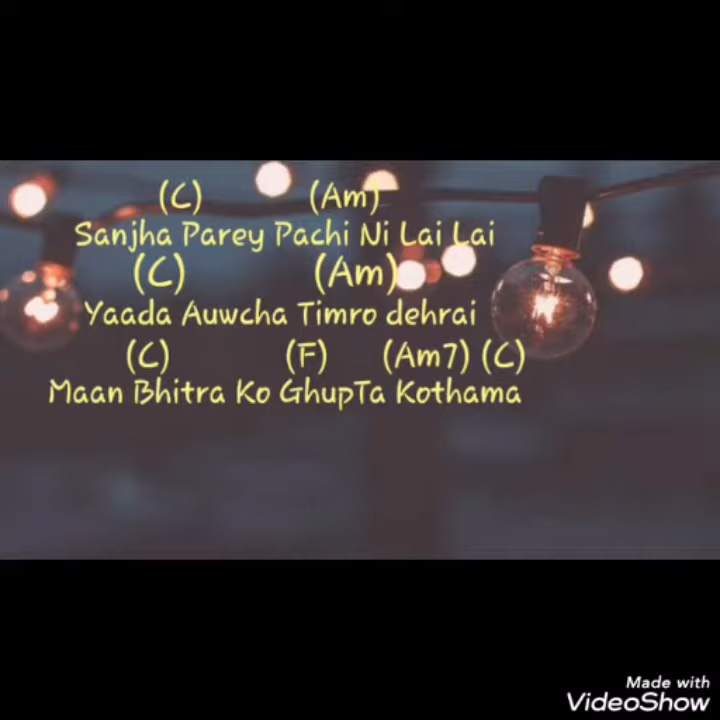 (C) (Am)
Sanjha Parey Pachi Ni Lai Lai
(C) (Am)
Yaada Auwcha Timro dehrai
(C) (F) (Am7) (C)
Maan Bhitra Ko GhupTa Kothama
Made with
VideoShow